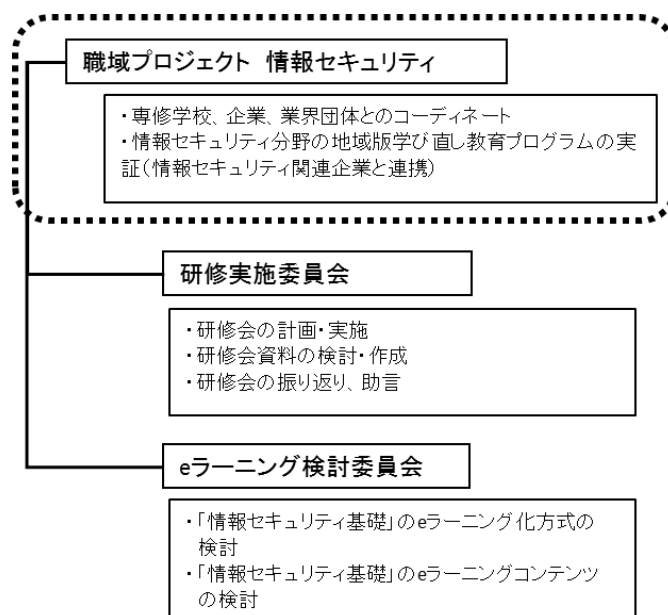 職域プロジェクト 情報セキュリティ
・専修学校、企業、業界団体とのコーディネート
・情報セキュリティ分野の地域版学び直し教育プログラムの実
証(情報セキュリティ関連企業と連携)
研修実施委員会
・研修会の計画・実施
・研修会資料の検討・作成
・研修会の振り返り、助言
eラーニング検討委員会
・「情報セキュリティ基礎」のeラーニング化方式の
検討
・「情報セキュリティ基礎」のeラーニングコンテンツ
の検討